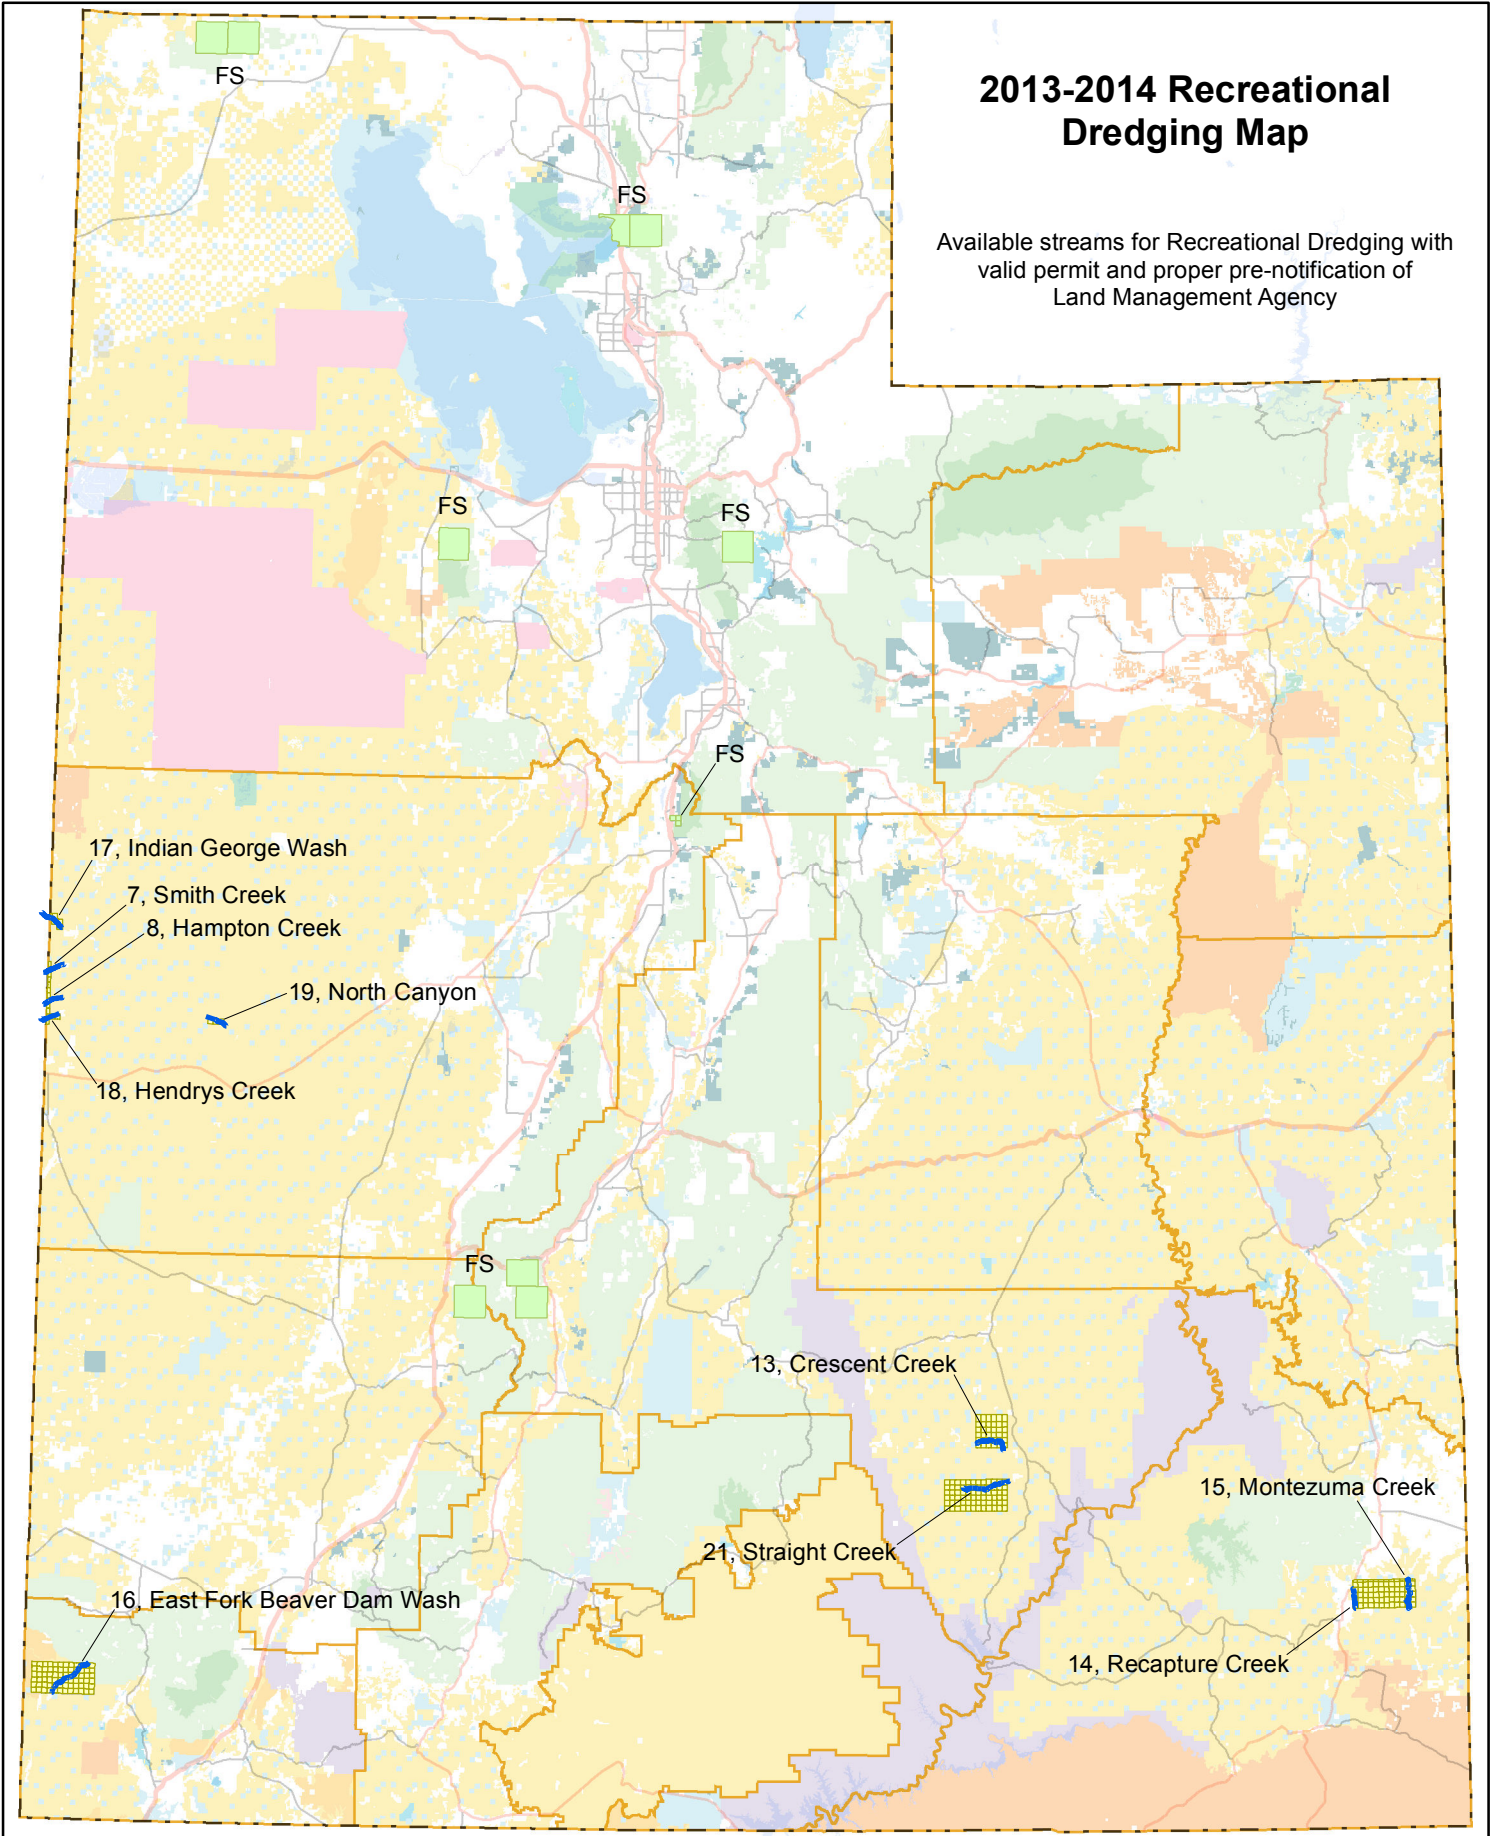 2013-2014 Recreational
Dredging Map
Available streams for Recreational Dredging with
valid permit and proper pre-notification of
Land Management Agency
FS
FS
FS
FS
FS
17, Indian George Wash
7, Smith Creek
8, Hampton Creek
19, North Canyon
18, Hendrys Creek
FS
13, Crescent Creek
15, Montezuma Creek
21, Straight Creek
16, East Fork Beaver Dam Wash
14, Recapture Creek